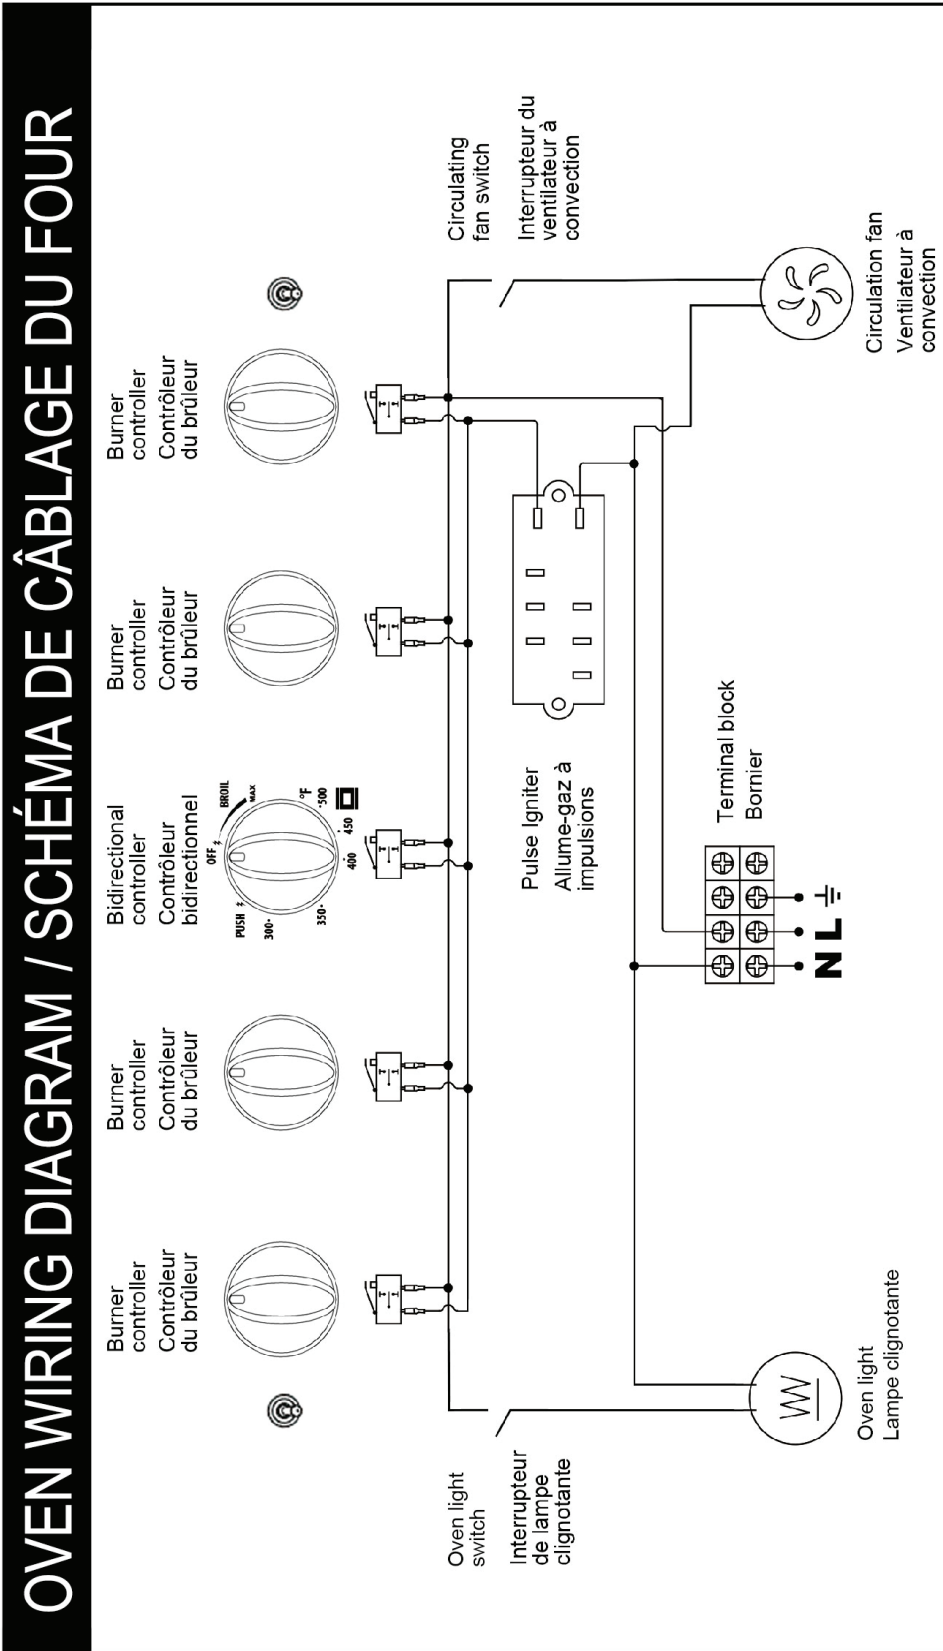 OVEN WIRING DIAGRAM / SCHÉMA DE CÂBLAGE DU FOUR
Burner
controller
Contrôleur
du brûleur
Burner
controller
Contrôleur
du brûleur
Bidirectional
controller
Contrôleur
bidirectionnel
Burner
controller
Contrôleur
du brûleur
Burner
controller
Contrôleur
du brûleur
PUSH
OFF
BROIL
MAX
300
350
400
450
500
°F
Oven light
switch
Interrupteur
de lampe
clignotante
Circulating
fan switch
Interrupteur du
ventilateur à
convection
Pulse Igniter
Allume-gaz à
impulsions
Terminal block
Bornier
N L
Oven light
Lampe clignotante
Circulation fan
Ventilateur à
convection